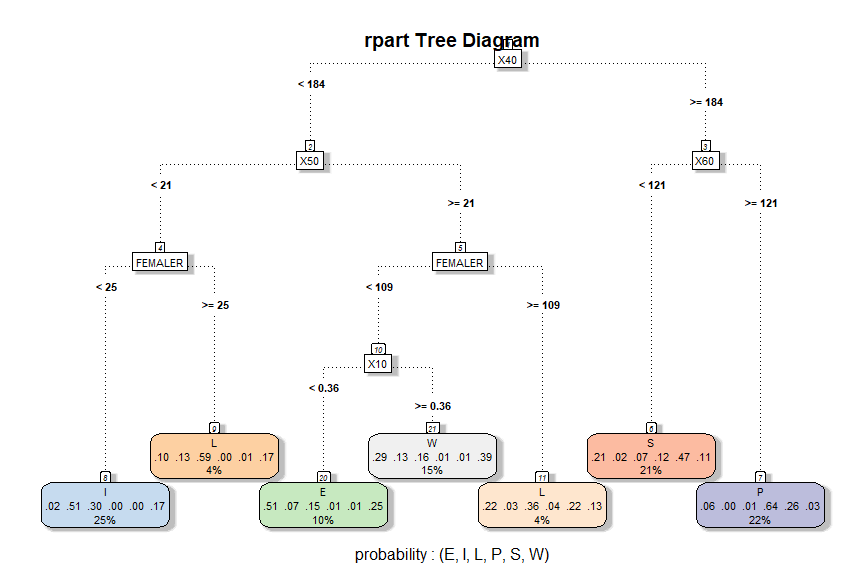 rpart Tree Diagram
X40
< 184
>= 184
2
X50
3
X60
< 21
>= 21
< 121
>= 121
4
FEMALER
5
FEMALER
< 25
>= 25
< 109
>= 109
10
X10
< 0.36
>= 0.36
9
L
.10 .13 .59 .00 .01 .17
4%
21
W
.29 .13 .16 .01 .01 .39
15%
6
S
.21 .02 .07 .12 .47 .11
21%
8
I
.02 .51 .30 .00 .00 .17
25%
20
E
.51 .07 .15 .01 .01 .25
10%
11
L
.22 .03 .36 .04 .22 .13
4%
7
P
.06 .00 .01 .64 .26 .03
22%
probability : (E, I, L, P, S, W)